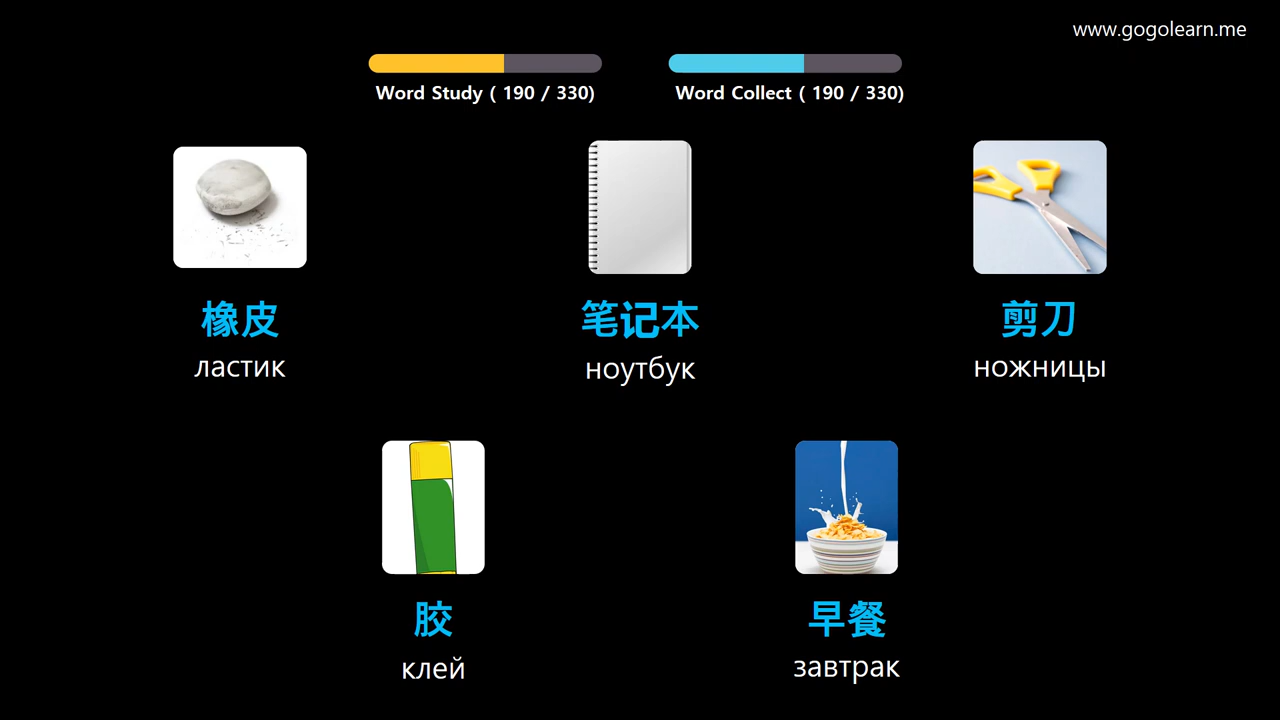 www.gogolearn.me
Word Study ( 190 / 330)
Word Collect ( 190 / 330)
橡皮
ластик
笔记本
ноутбук
剪刀
ножницы
胶
клей
早餐
завтрак